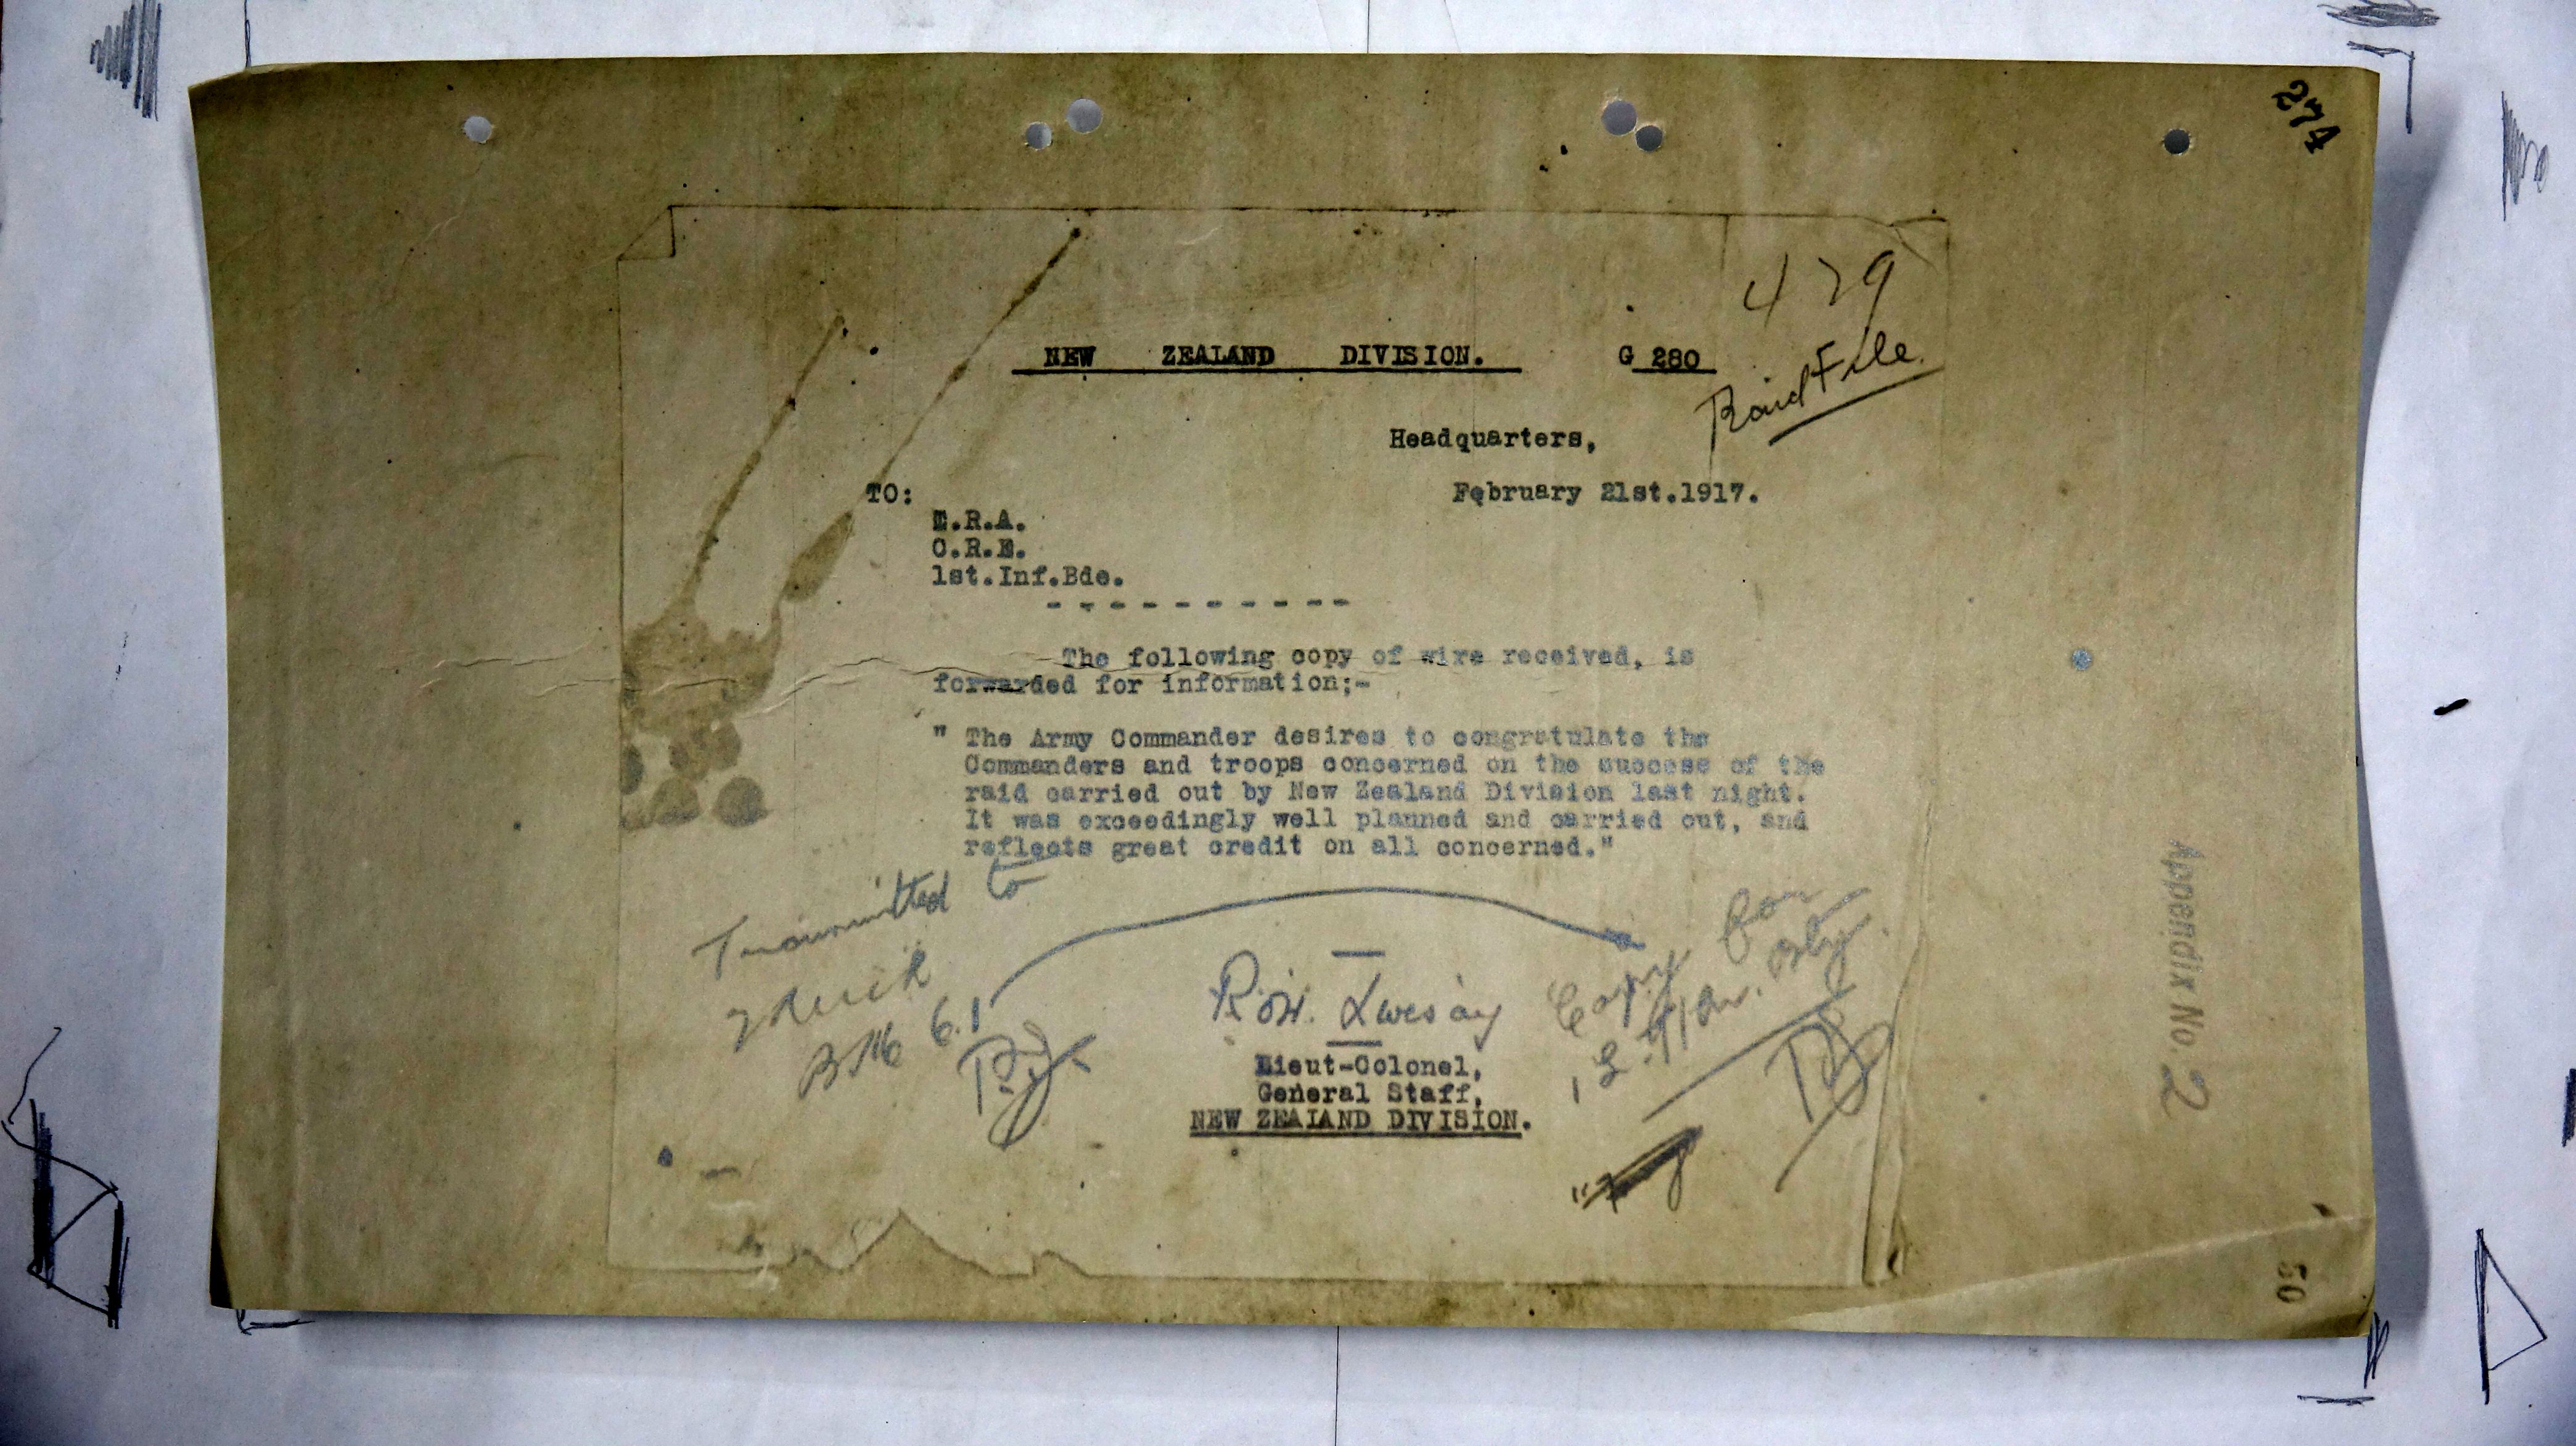 274
429
NEW ZEALAND DIVISION. G 280
Raid File
Headquarters,
TO: February 21st.1917.
C.R.E.
1st.Inf.Bde.
- - - - - - - - - -
The following copy of wire received, is
forwarded for information;-
" The Army Commander desires to congratulate the
Commanders and troops concerned on the success of the
raid carried out by New Zealand Division last night.
It was exceedingly well planned and carried out, and
reflects great credit on all concerned."
Transmitted to
BM 61
Copy for
only.
Lieut-Colonel,
General Staff,
NEW ZEALAND DIVISION.
Appendix No. 2
50